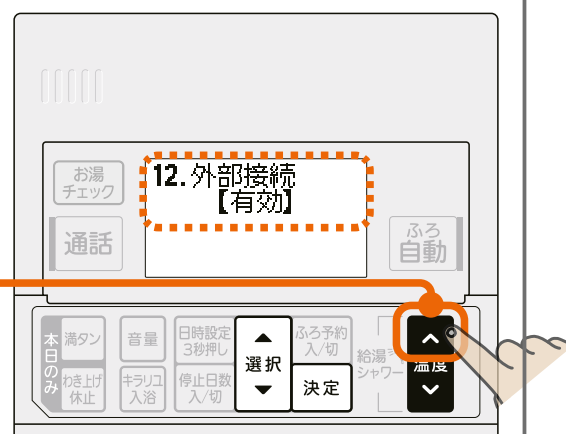 お湯
チェック
12.外部接続
【有効】
通話
ふろ
自動
本日のみ
満タン
わき上げ
休止
音量
キラリユ
入浴
日時設定
3秒押し
停止日数
入/切
選択
ふろ予約
入/切
決定
給湯
シャワー
温度